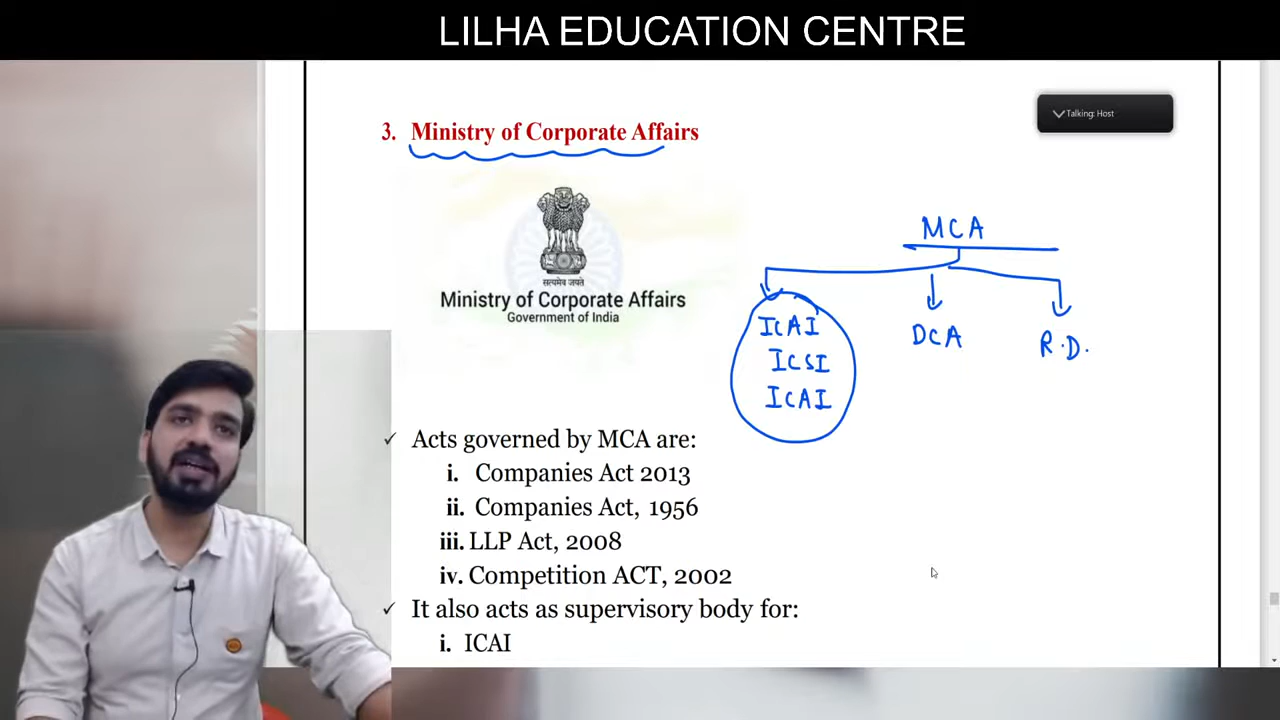 LILHA EDUCATION CENTRE
Talking: Host
3. Ministry of Corporate Affairs
सत्यमेव जयते
Ministry of Corporate Affairs
Government of India
MCA
ICAI
ICSI
ICAI
DCA
R.D.
✓ Acts governed by MCA are:
i. Companies Act 2013
ii. Companies Act, 1956
iii. LLP Act, 2008
iv. Competition ACT, 2002
✓ It also acts as supervisory body for:
i. ICAI